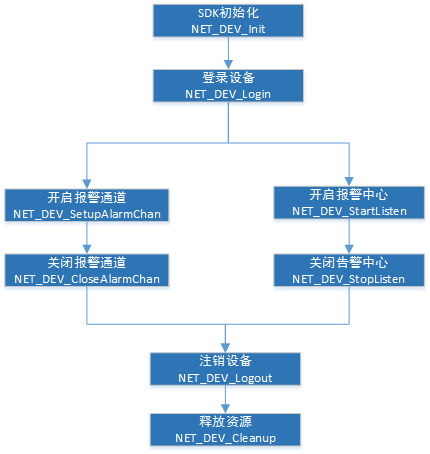 SDK初始化
NET_DEV_Init
登录设备
NET_DEV_Login
开启报警通道
NET_DEV_SetupAlarmChan
开启报警中心
NET_DEV_StartListen
关闭报警通道
NET_DEV_CloseAlarmChan
关闭告警中心
NET_DEV_StopListen
注销设备
NET_DEV_Logout
释放资源
NET_DEV_Cleanup